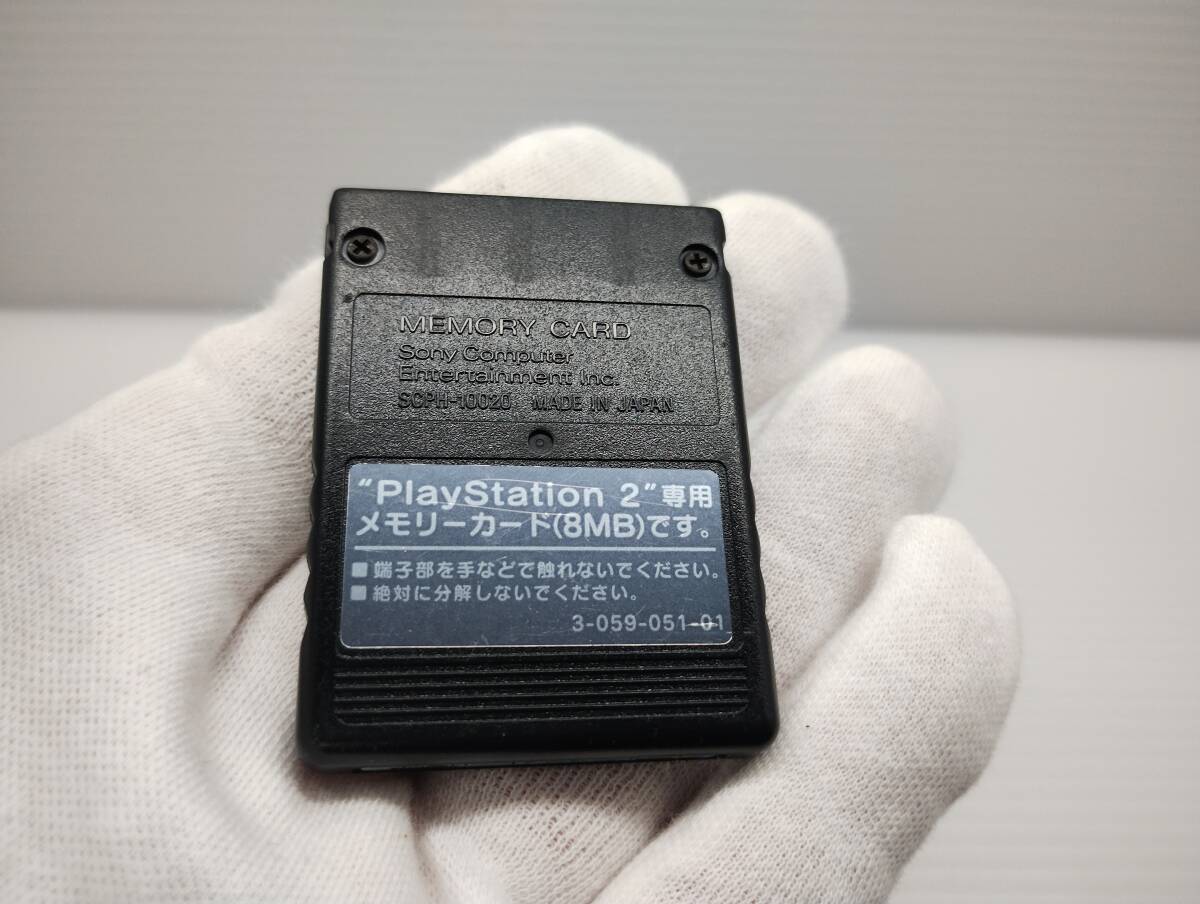 MEMORY CARD
Sony Computer
Entertainment Inc.
SCPH-10020 MADE IN JAPAN
“PlayStation 2”専用
メモリーカード(8MB)です。
■端子部を手などで触れないでください。
■絶対に分解しないでください。
3-059-051-01